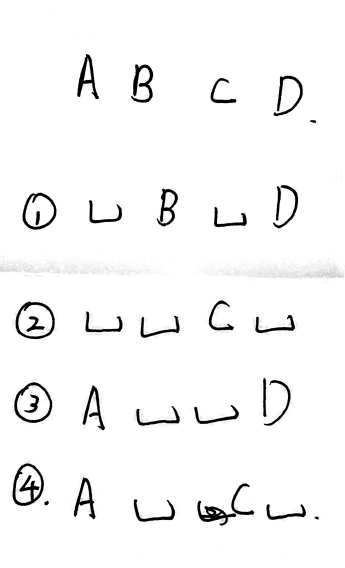 A B C D.
① ⊔ B ⊔ D
② ⊔ ⊔ C ⊔
③ A ⊔ ⊔ D
④. A ⊔ C ⊔.